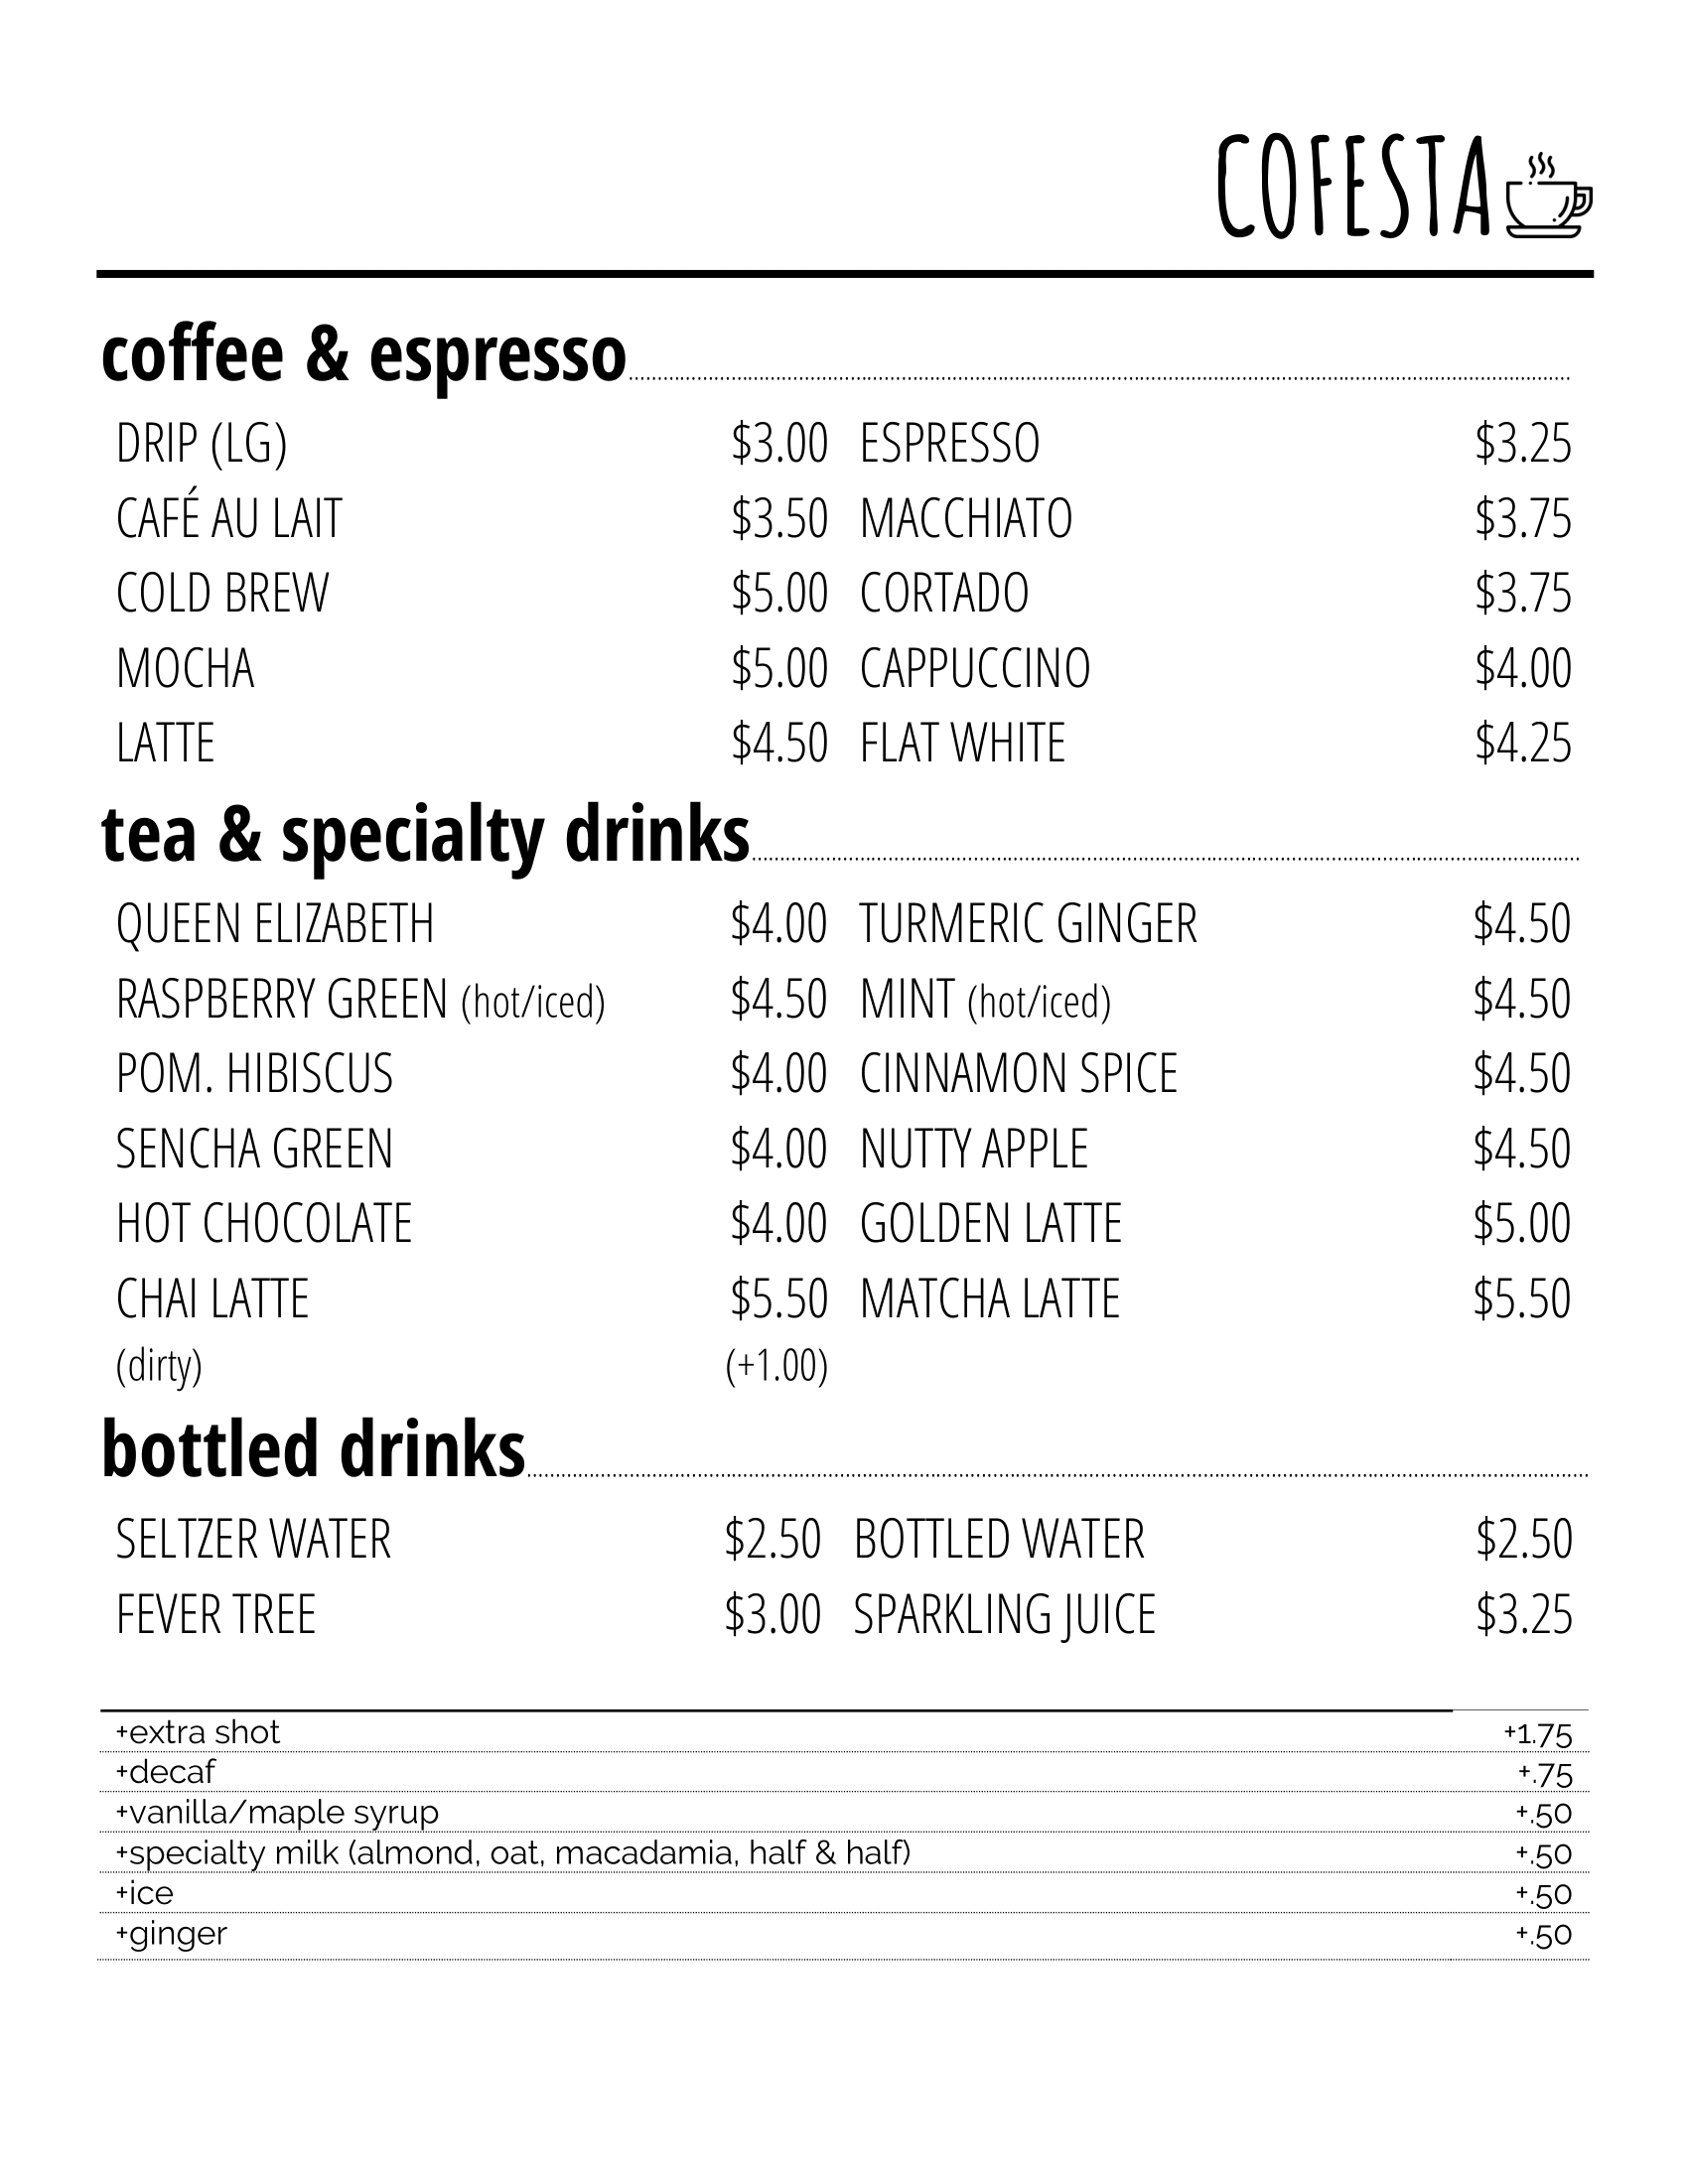 COFESTA
coffee & espresso
DRIP (LG) $3.00 ESPRESSO $3.25
CAFÉ AU LAIT $3.50 MACCHIATO $3.75
COLD BREW $5.00 CORTADO $3.75
MOCHA $5.00 CAPPUCCINO $4.00
LATTE $4.50 FLAT WHITE $4.25
tea & specialty drinks
QUEEN ELIZABETH $4.00 TURMERIC GINGER $4.50
RASPBERRY GREEN (hot/iced) $4.50 MINT (hot/iced) $4.50
POM. HIBISCUS $4.00 CINNAMON SPICE $4.50
SENCHA GREEN $4.00 NUTTY APPLE $4.50
HOT CHOCOLATE $4.00 GOLDEN LATTE $5.00
CHAI LATTE $5.50 MATCHA LATTE $5.50
(dirty) (+1.00)
bottled drinks
SELTZER WATER $2.50 BOTTLED WATER $2.50
FEVER TREE $3.00 SPARKLING JUICE $3.25
+extra shot +1.75
+decaf +.75
+vanilla/maple syrup +.50
+specialty milk (almond, oat, macadamia, half & half) +.50
+ice +.50
+ginger +.50